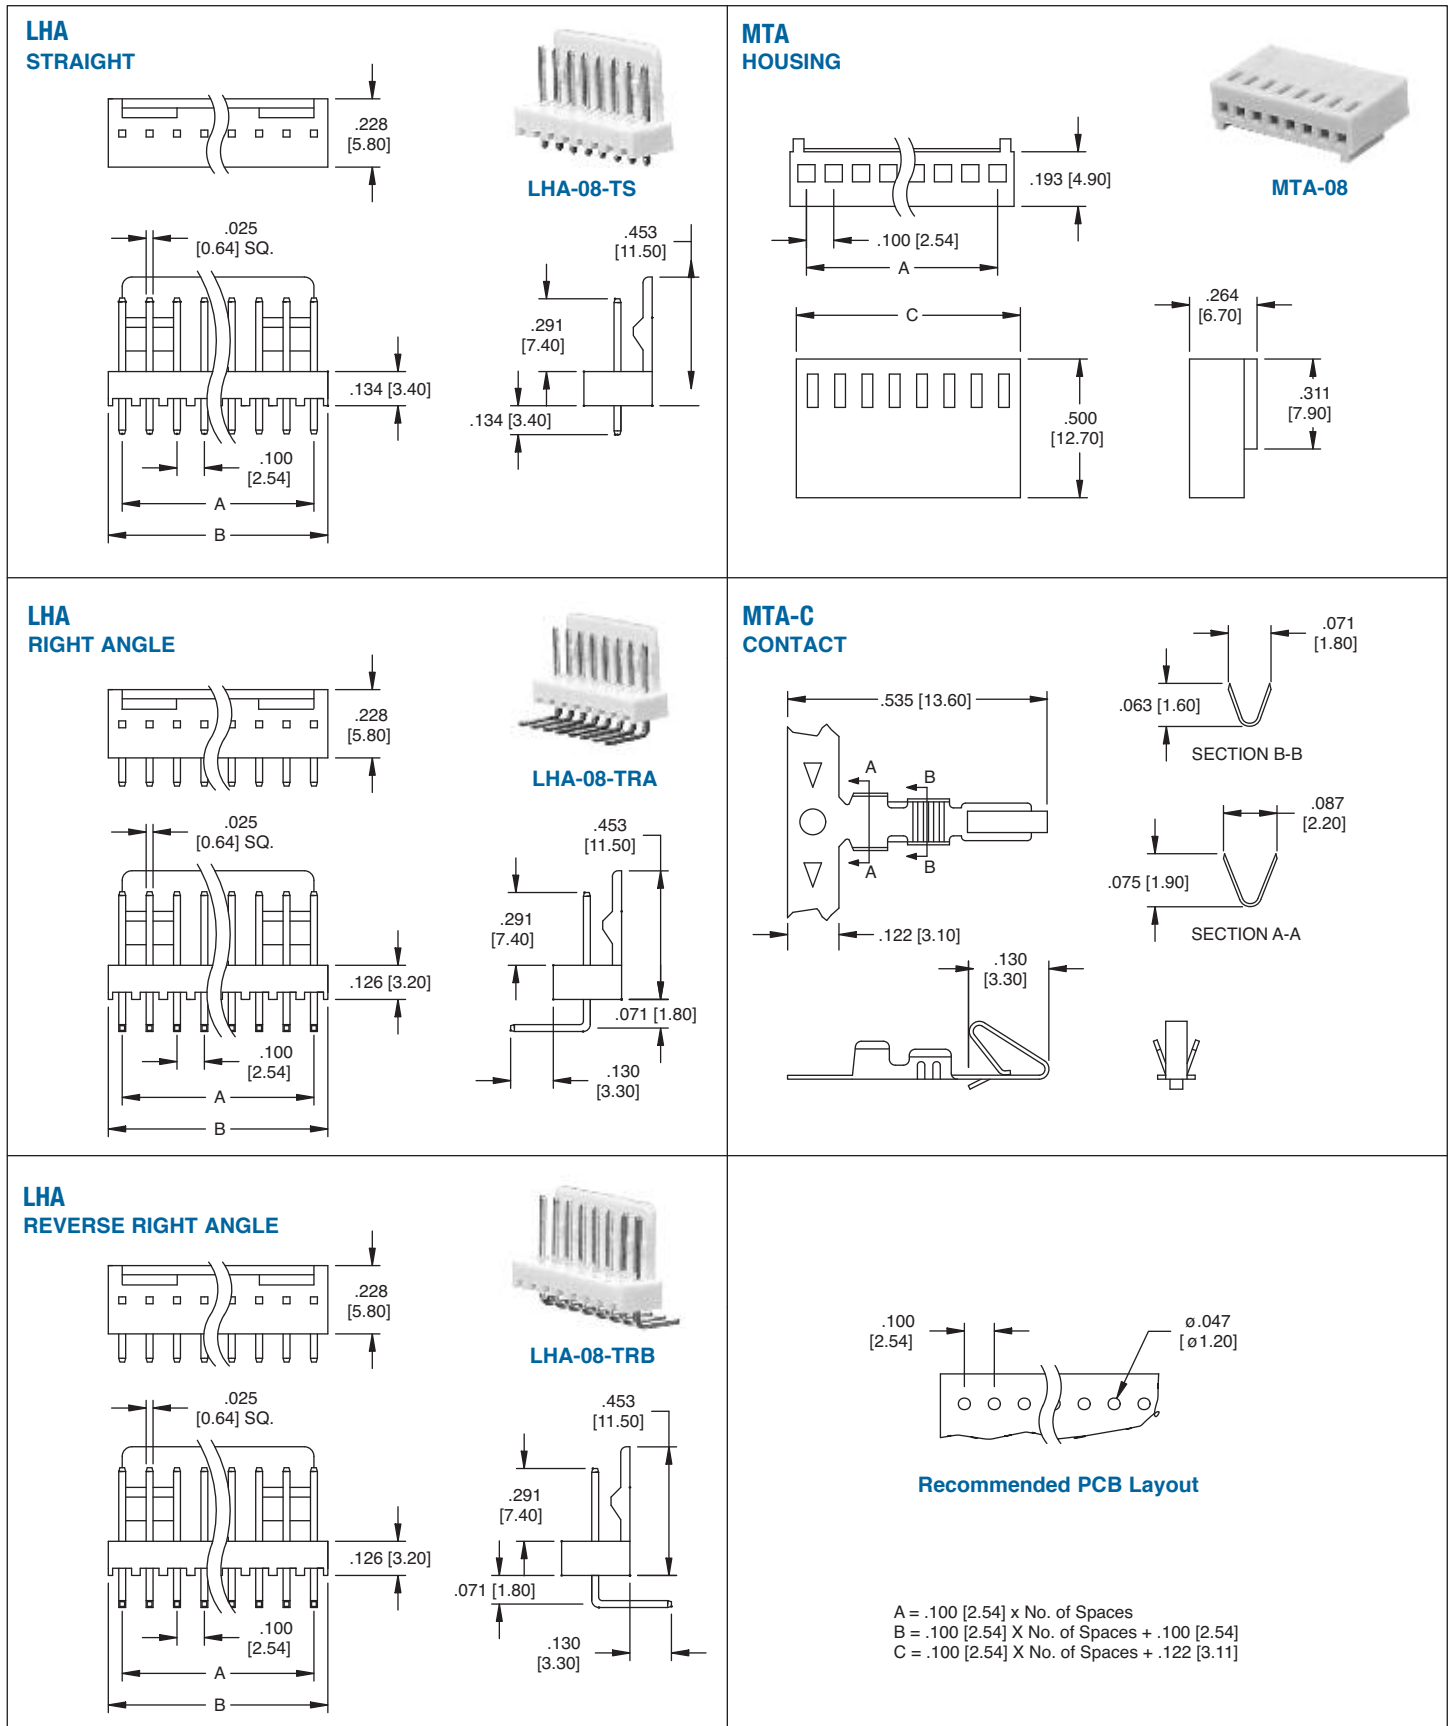 LHA
STRAIGHT
.228
[5.80]
LHA-08-TS
.025
[0.64] SQ.
.453
[11.50]
.291
[7.40]
.134 [3.40]
.134 [3.40]
.100
[2.54]
A
B
MTA
HOUSING
.193 [4.90]
MTA-08
.100 [2.54]
A
C
.264
[6.70]
.500
[12.70]
.311
[7.90]
LHA
RIGHT ANGLE
.228
[5.80]
LHA-08-TRA
.025
[0.64] SQ.
.453
[11.50]
.291
[7.40]
.126 [3.20]
.071 [1.80]
.100
[2.54]
.130
[3.30]
A
B
MTA-C
CONTACT
.071
[1.80]
.535 [13.60]
.063 [1.60]
SECTION B-B
A
B
.087
[2.20]
A
B
.075 [1.90]
.122 [3.10]
SECTION A-A
.130
[3.30]
LHA
REVERSE RIGHT ANGLE
.228
[5.80]
LHA-08-TRB
.025
[0.64] SQ.
.453
[11.50]
.291
[7.40]
.126 [3.20]
.071 [1.80]
.100
[2.54]
.130
[3.30]
A
B
.100
[2.54]
ø.047
[ø1.20]
Recommended PCB Layout
A = .100 [2.54] x No. of Spaces
B = .100 [2.54] X No. of Spaces + .100 [2.54]
C = .100 [2.54] X No. of Spaces + .122 [3.11]